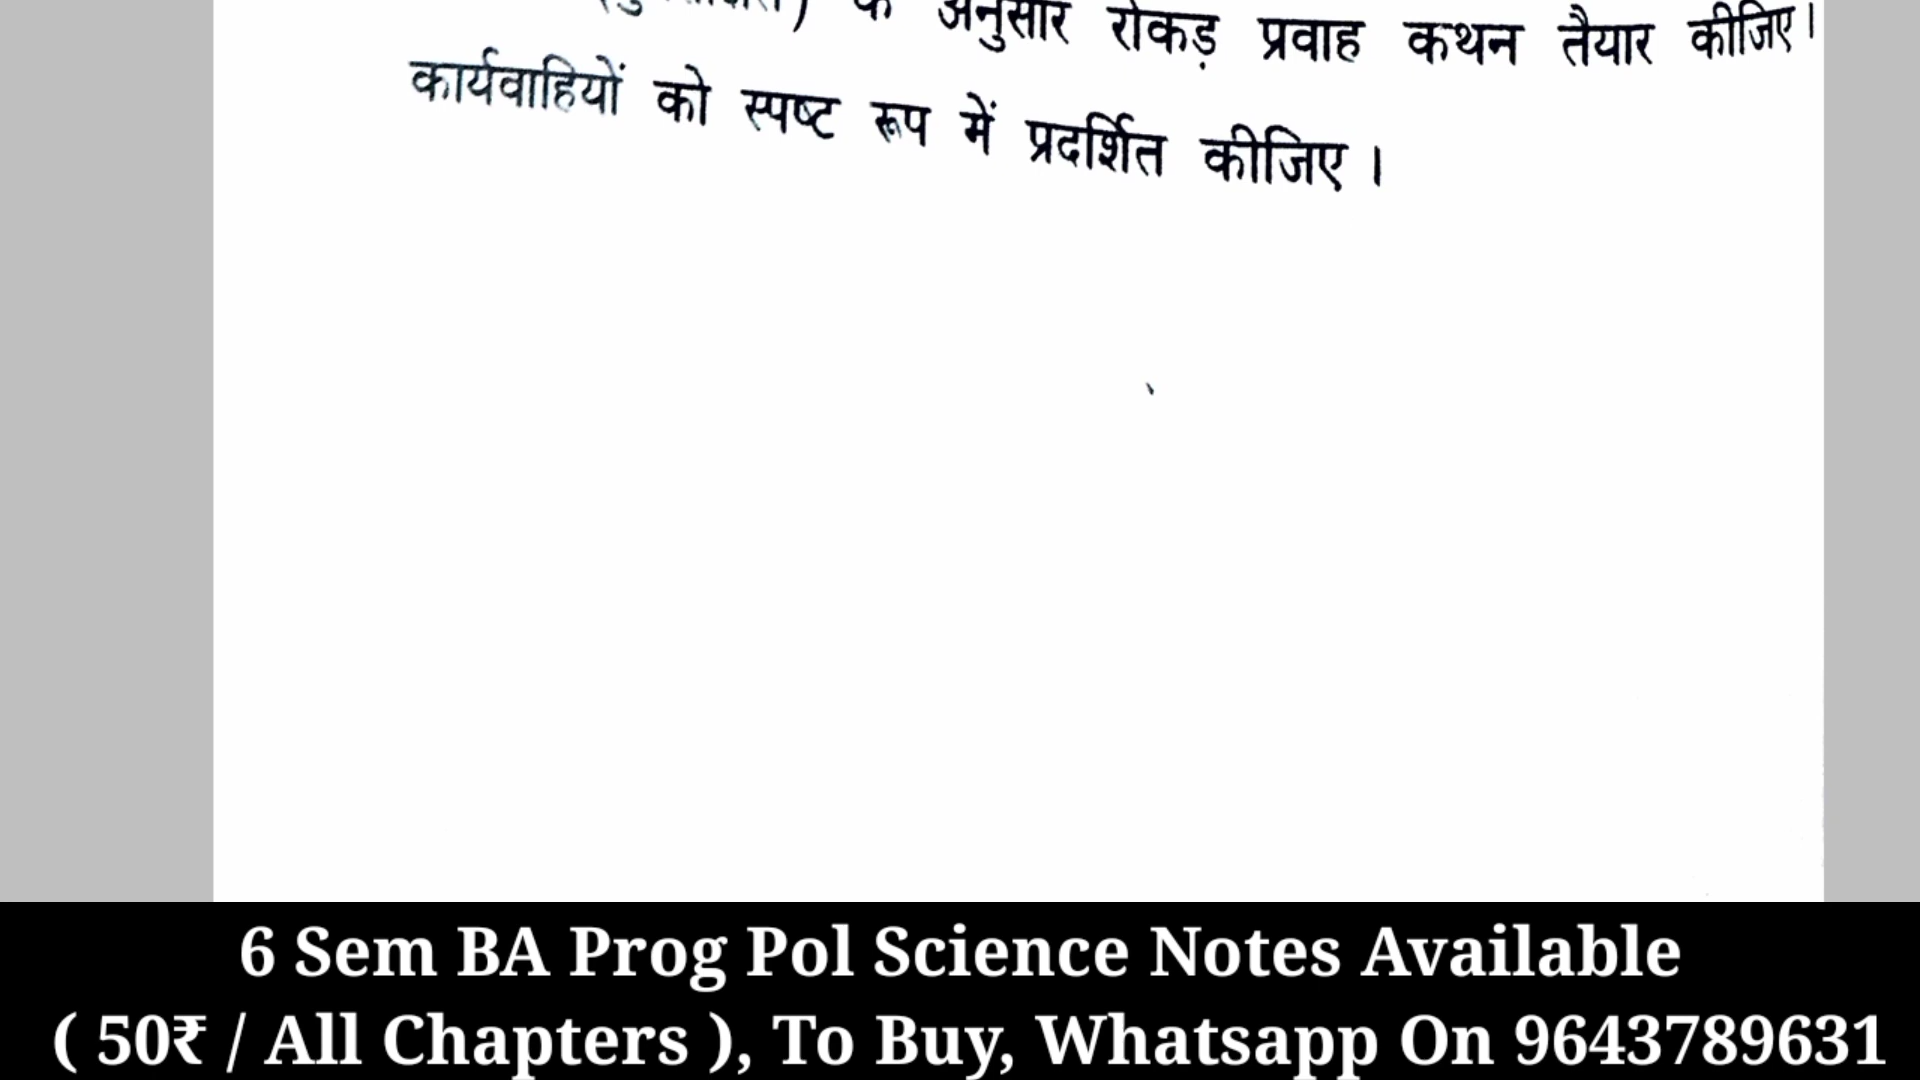 के अनुसार रोकड़ प्रवाह कथन तैयार कीजिए।
कार्यवाहियों को स्पष्ट रूप में प्रदर्शित कीजिए।
6 Sem BA Prog Pol Science Notes Available
( 50₹ / All Chapters ), To Buy, Whatsapp On 9643789631